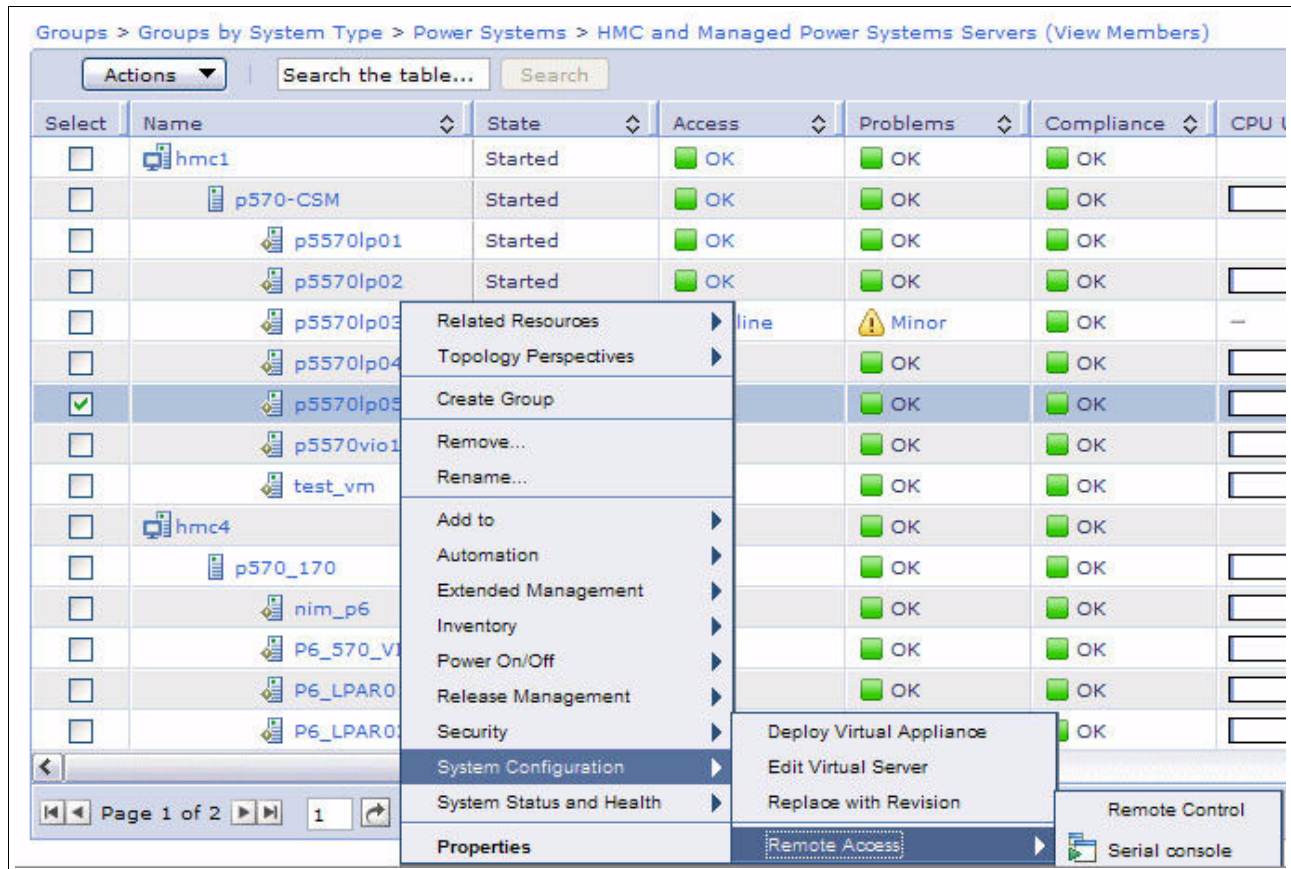 Groups > Groups by System Type > Power Systems > HMC and Managed Power Systems Servers (View Members)
Actions Search the table... Search
Select Name State Access Problems Compliance CPU
hmc1 Started OK OK OK
p570-CSM Started OK OK OK
p5570lp01 Started OK OK OK
p5570lp02 Started OK OK OK
p5570lp03 line Minor OK —
p5570lp04 OK OK
p5570lp05 OK OK
p5570vio1 OK OK
test_vm OK OK
hmc4 OK OK
p570_170 OK OK
nim_p6 OK OK
P6_570_VI OK OK
P6_LPAR0 OK OK
P6_LPAR0 OK
Page 1 of 2 1
Related Resources
Topology Perspectives
Create Group
Remove...
Rename...
Add to
Automation
Extended Management
Inventory
Power On/Off
Release Management
Security
System Configuration
System Status and Health
Properties
Deploy Virtual Appliance
Edit Virtual Server
Replace with Revision
Remote Access
Remote Control
Serial console